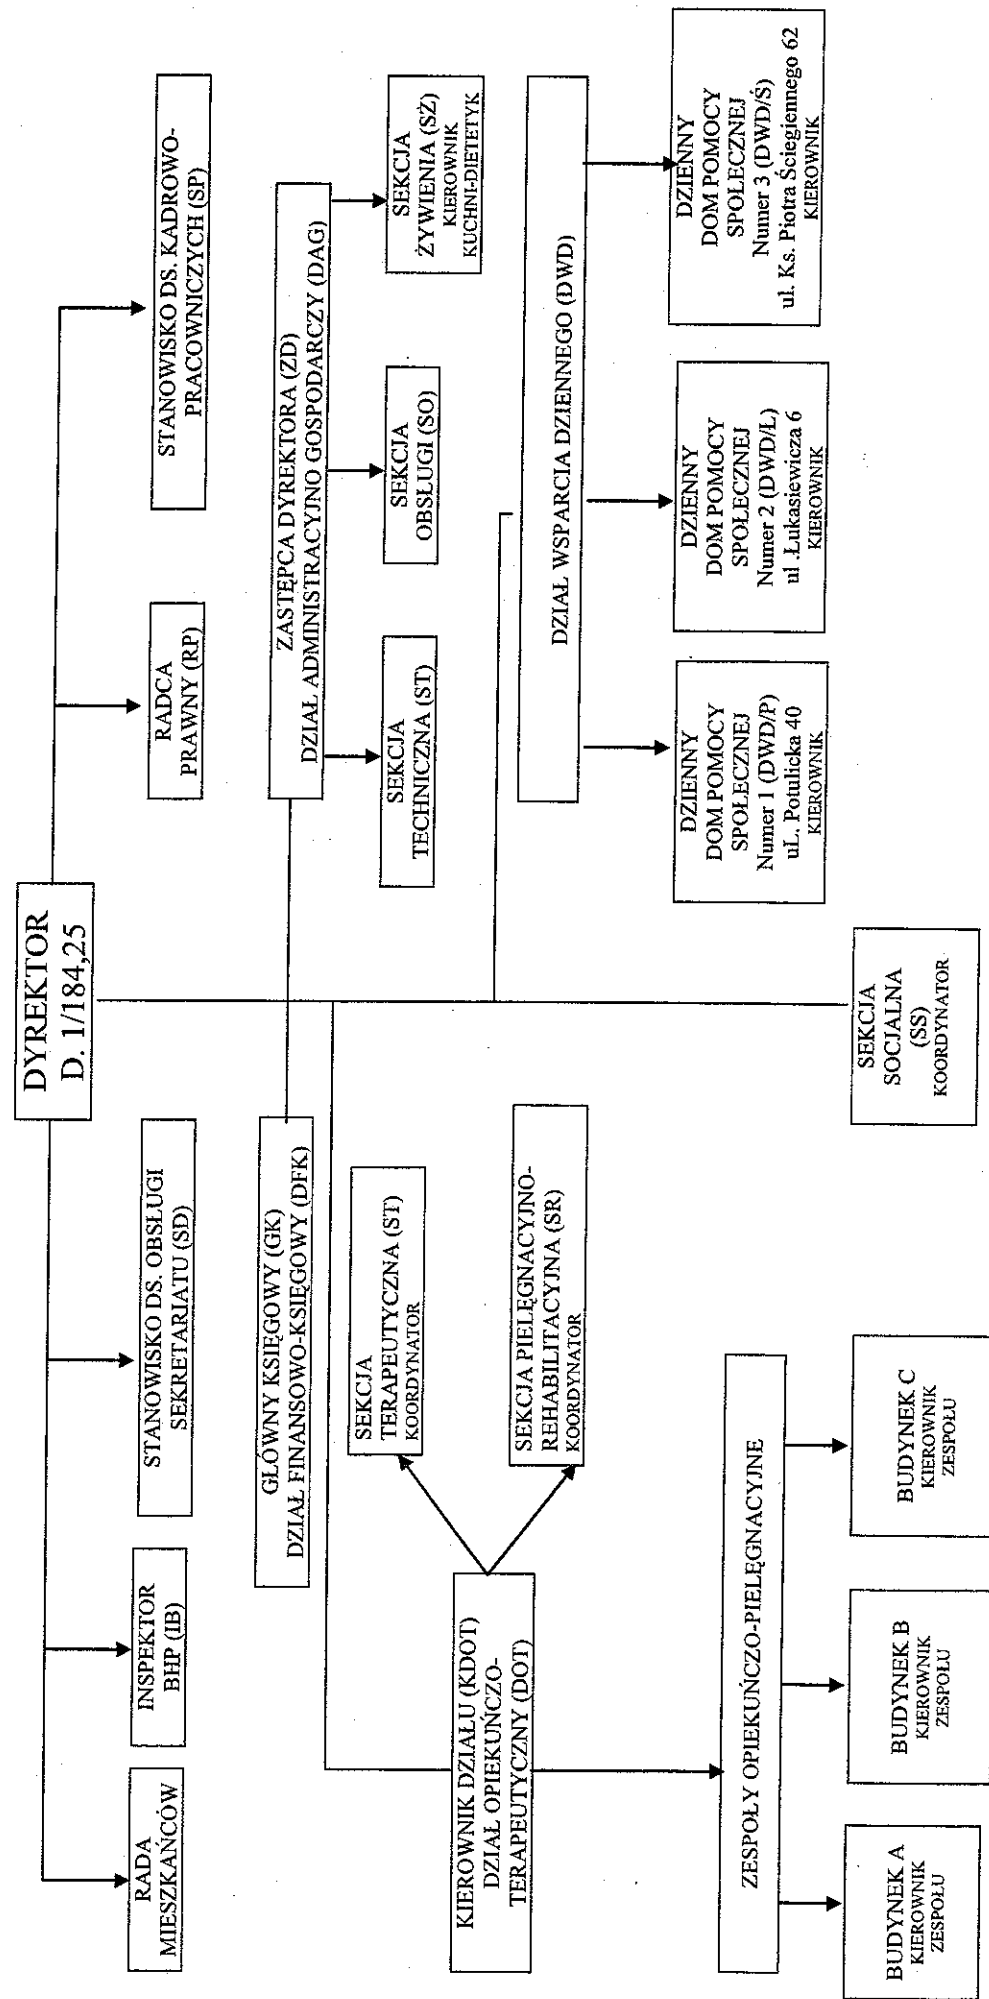 DYREKTOR
D. 1/184,25
RADA
MIESZKAŃCÓW
INSPEKTOR
BHP (IB)
STANOWISKO DS. OBSŁUGI
SEKRETARIATU (SD)
RADCA
PRAWNY (RP)
STANOWISKO DS. KADROWO-
PRACOWNICZYCH (SP)
GŁÓWNY KSIĘGOWY (GK)
DZIAŁ FINANSOWO-KSIĘGOWY (DFK)
ZASTĘPCA DYREKTORA (ZD)
DZIAŁ ADMINISTRACYJNO GOSPODARCZY (DAG)
SEKCJA
TERAPEUTYCZNA (ST)
KOORDYNATOR
SEKCJA
TECHNICZNA (ST)
SEKCJA
OBSŁUGI (SO)
SEKCJA
ŻYWIENIA (SŻ)
KIEROWNIK
KUCHNI-DIETETYK
KIEROWNIK DZIAŁU (KDOT)
DZIAŁ OPIEKUŃCZO-
TERAPEUTYCZNY (DOT)
SEKCJA PIELĘGNACYJNO-
REHABILITACYJNA (SR)
KOORDYNATOR
DZIAŁ WSPARCIA DZIENNEGO (DWD)
DZIENNY
DOM POMOCY
SPOŁECZNEJ
Numer 1 (DWD/P)
uL. Potulicka 40
KIEROWNIK
DZIENNY
DOM POMOCY
SPOŁECZNEJ
Numer 2 (DWD/Ł)
ul .Łukasiewicza 6
KIEROWNIK
DZIENNY
DOM POMOCY
SPOŁECZNEJ
Numer 3 (DWD/Ś)
ul. Ks. Piotra Ściegiennego 62
KIEROWNIK
ZESPOŁY OPIEKUŃCZO-PIELĘGNACYJNE
BUDYNEK A
KIEROWNIK
ZESPOŁU
BUDYNEK B
KIEROWNIK
ZESPOŁU
BUDYNEK C
KIEROWNIK
ZESPOŁU
SEKCJA
SOCJALNA
(SS)
KOORDYNATOR